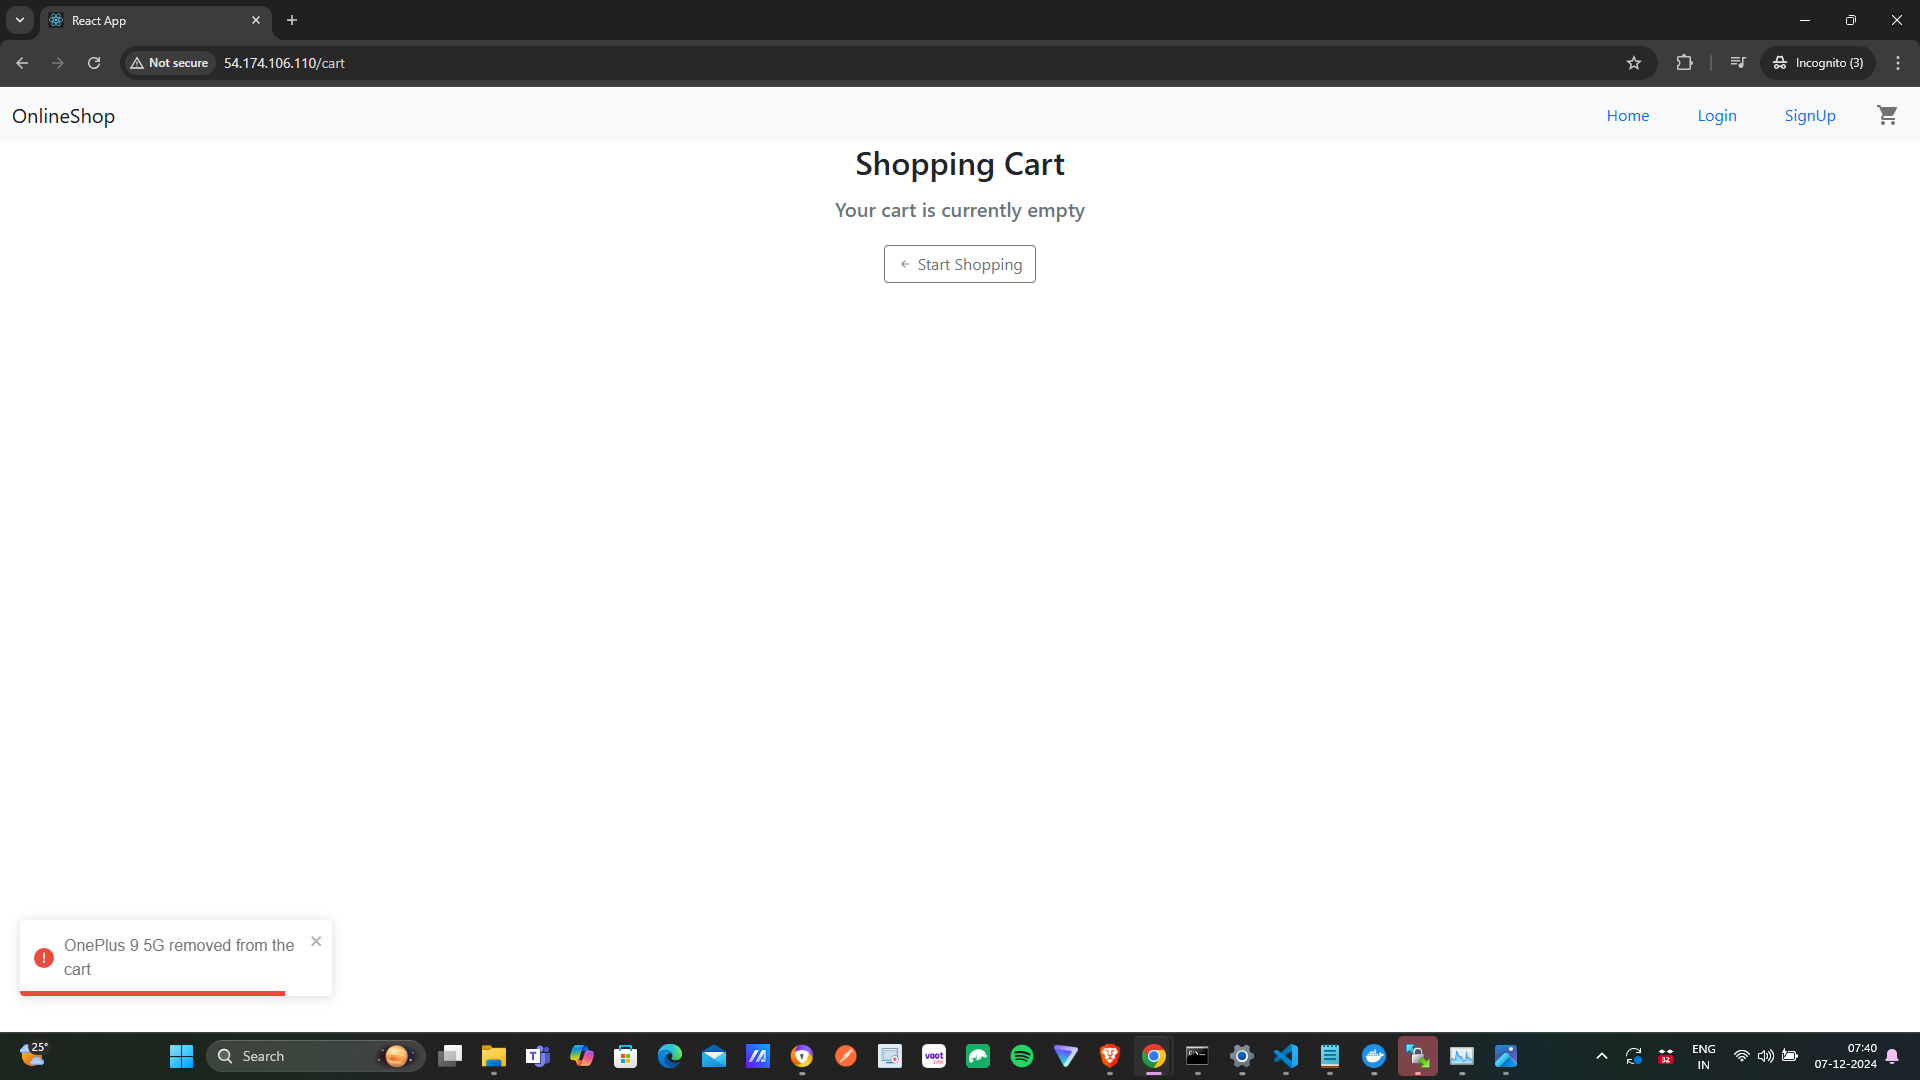 React App
Not secure
54.174.106.110/cart
Incognito (3)
OnlineShop
Home
Login
SignUp
Shopping Cart
Your cart is currently empty
Start Shopping
OnePlus 9 5G removed from the
cart
25°
Search
voot
32
ENG
IN
07:40
07-12-2024